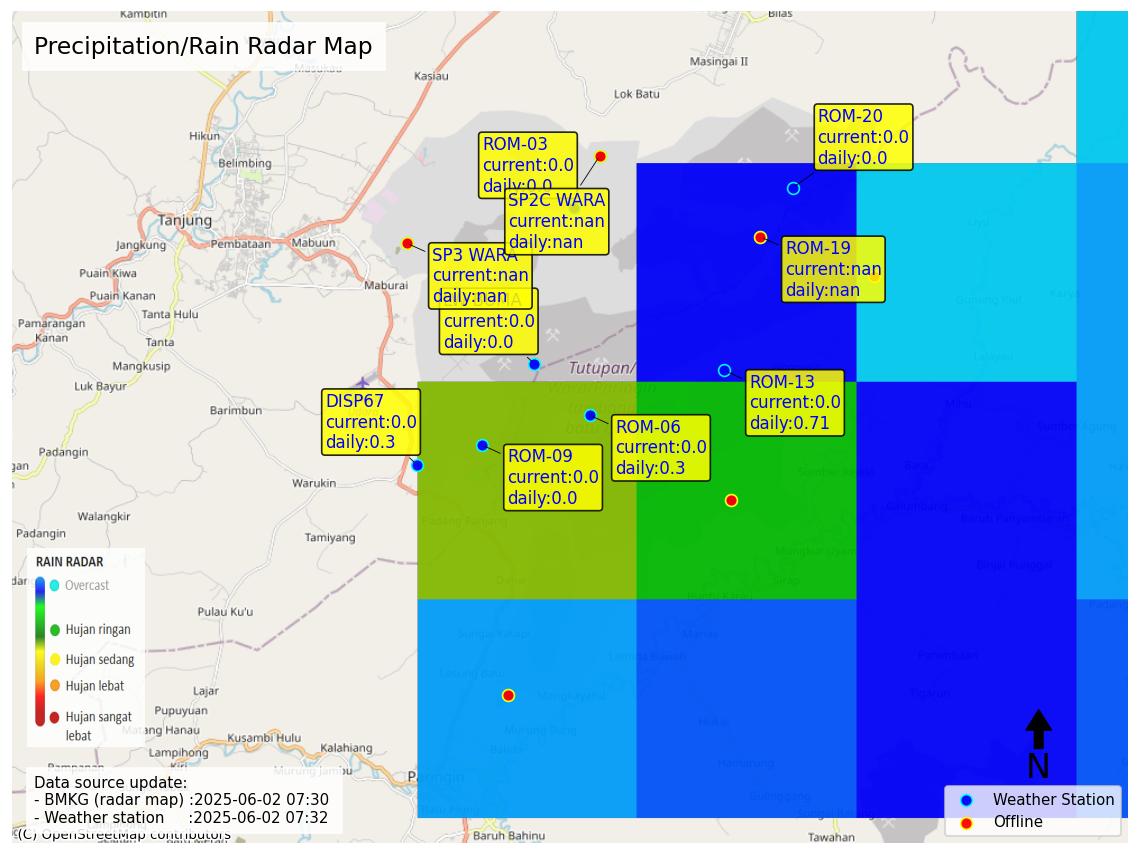 Kambitin
Bilas
Precipitation/Rain Radar Map
Masukau
Kasiau
Masingai II
Lok Batu
Hikun
Belimbing
ROM-20
current:0.0
daily:0.0
ROM-03
current:0.0
daily:0.0
SP2C WARA
current:nan
daily:nan
Tanjung
Jangkung
Pembataan
Mabuun
SP3 WARA
current:nan
daily:nan
ROM-19
current:nan
daily:nan
Puain Kiwa
Puain Kanan
Maburai
Tanta Hulu
current:0.0
daily:0.0
Pamarangan
Kanan
Tanta
Mangkusip
Luk Bayur
Tutupan/
ROM-13
current:0.0
daily:0.71
DISP67
current:0.0
daily:0.3
Barimbun
Mihu
ROM-06
current:0.0
daily:0.3
ROM-09
current:0.0
daily:0.0
Padangin
Warukin
Walangkir
Padangin
Tamiyang
Padang Panjang
RAIN RADAR
Overcast
Hujan ringan
Hujan sedang
Hujan lebat
Hujan sangat
lebat
Pulau Ku'u
Lajar
Pupuyuan
Matang Hanau
Lampihong
Kusambi Hulu
Kalahiang
Murung Jambu
Paringin
Mangkayahu
Data source update:
- BMKG (radar map) :2025-06-02 07:30
- Weather station :2025-06-02 07:32
(C) OpenStreetMap contributors
Baruh Bahinu
Tawahan
N
Weather Station
Offline